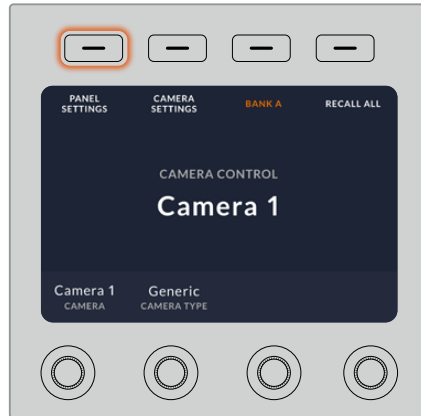 PANEL
SETTINGS
CAMERA
SETTINGS
BANK A
RECALL ALL
CAMERA CONTROL
Camera 1
Camera 1
CAMERA
Generic
CAMERA TYPE